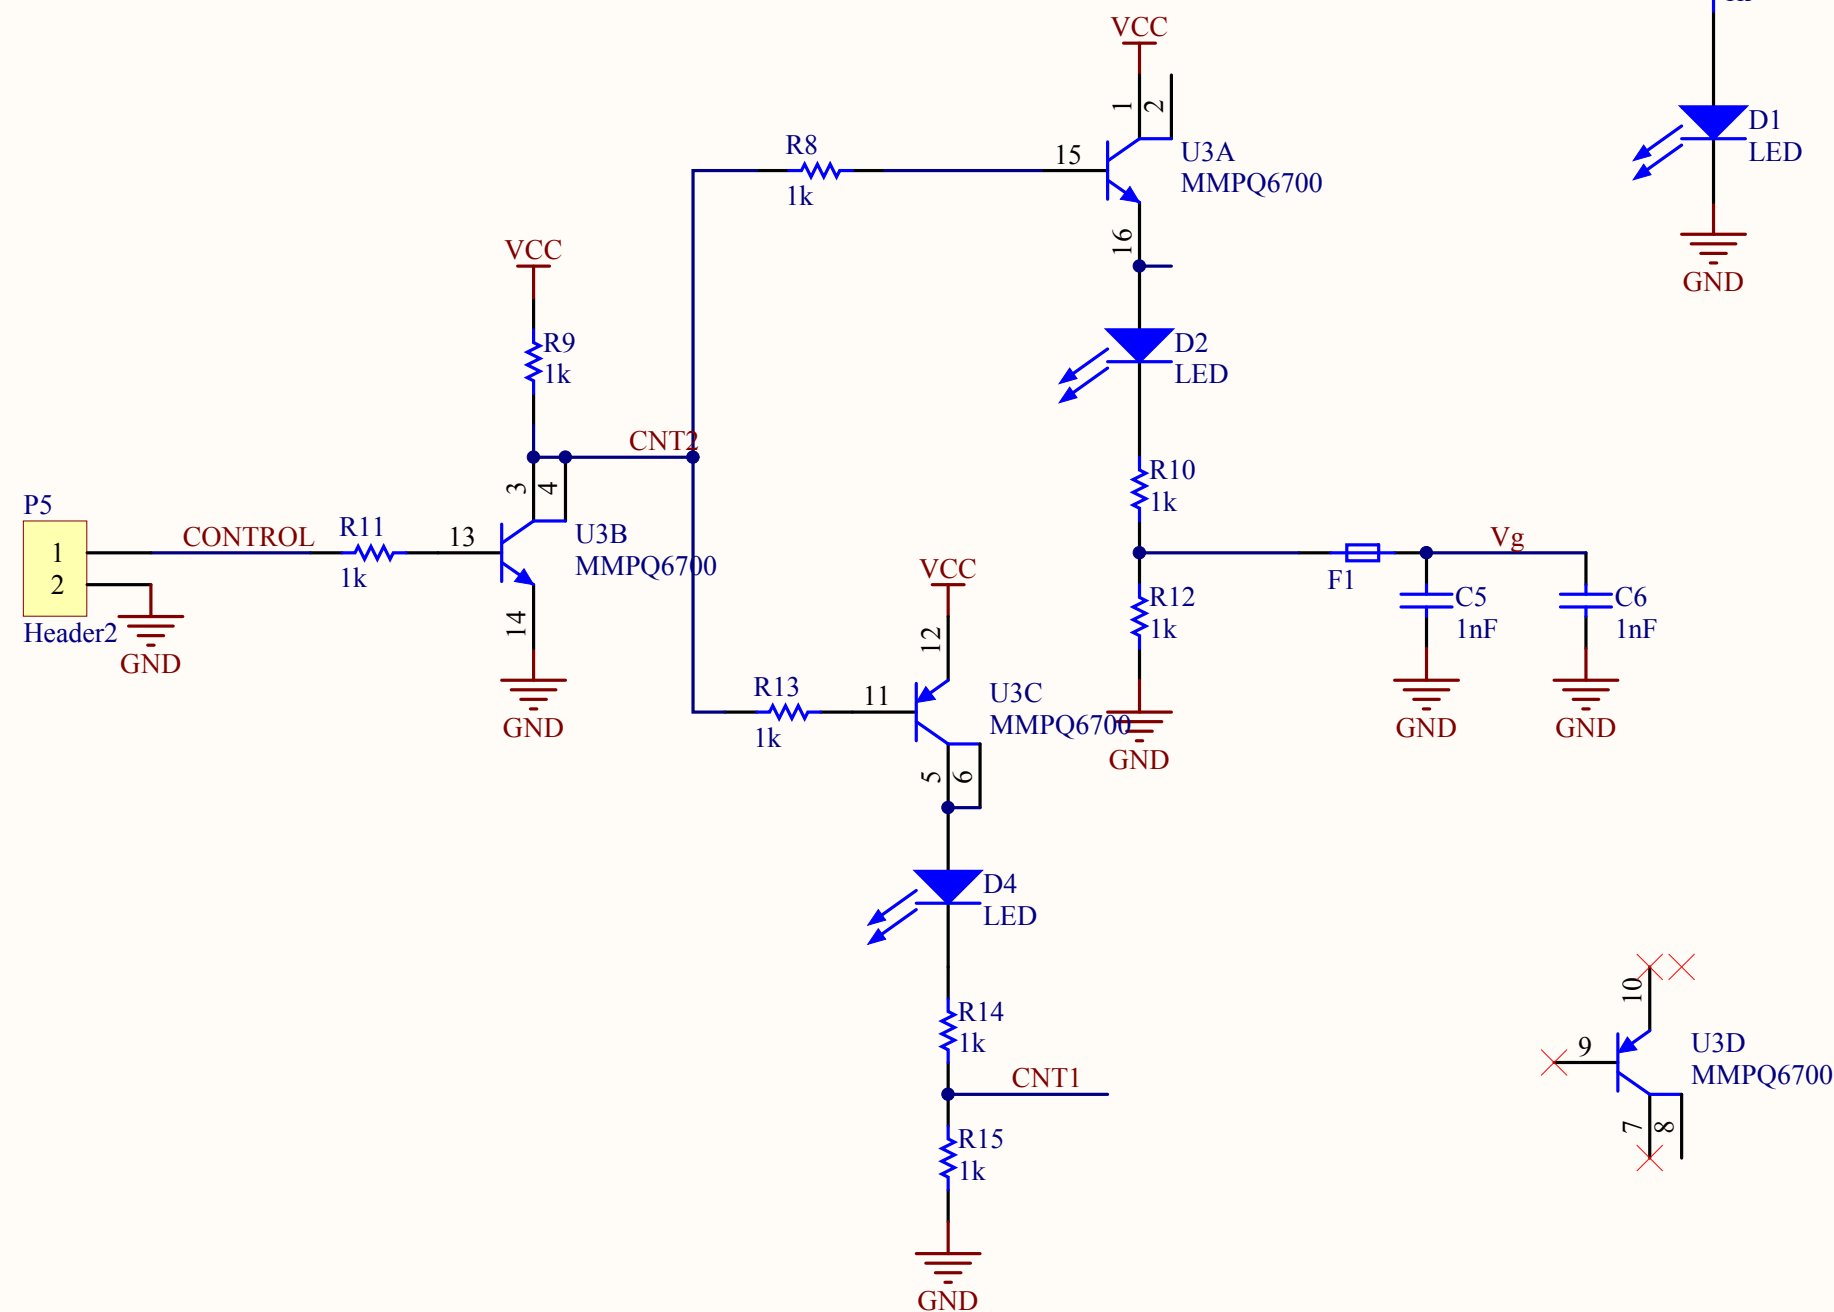 VCC
1
2
15
U3A
MMPQ6700
16
R8
1k
D1
LED
GND
VCC
R9
1k
CNT2
3
4
D2
LED
R10
1k
P5
1
2
Header2
GND
CONTROL
R11
1k
13
U3B
MMPQ6700
14
GND
VCC
12
R12
1k
GND
F1
Vg
C5
1nF
GND
C6
1nF
GND
R13
1k
11
U3C
MMPQ6700
5
6
D4
LED
R14
1k
CNT1
R15
1k
GND
10
9
U3D
MMPQ6700
7
8